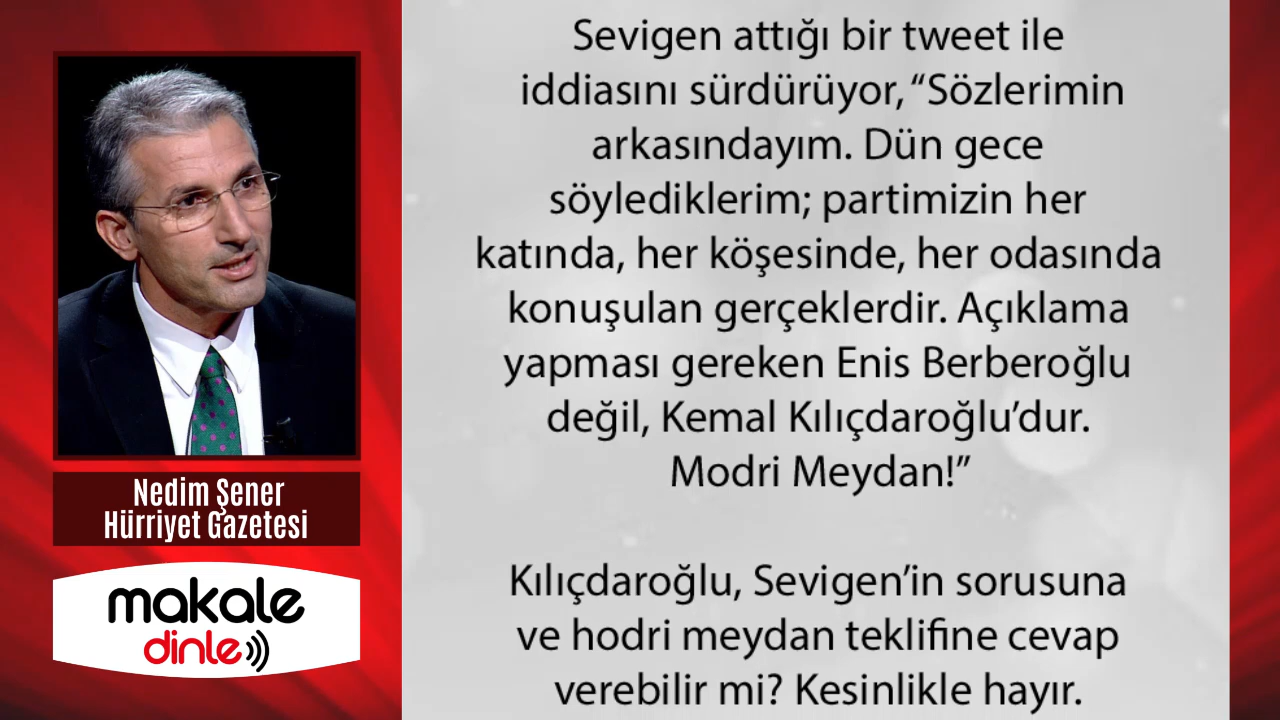 Sevigen attığı bir tweet ile
iddiasını sürdürüyor, “Sözlerimin
arkasındayım. Dün gece
söylediklerim; partimizin her
katında, her köşesinde, her odasında
konuşulan gerçeklerdir. Açıklama
yapması gereken Enis Berberoğlu
değil, Kemal Kılıçdaroğlu’dur.
Modri Meydan!”
Kılıçdaroğlu, Sevigen’in sorusuna
ve hodri meydan teklifine cevap
verebilir mi? Kesinlikle hayır.
Nedim Şener
Hürriyet Gazetesi
makale
dinle